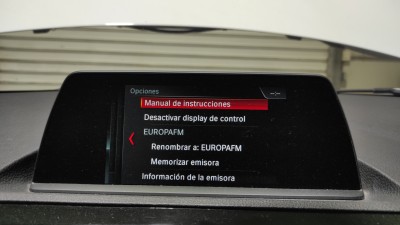 Opciones
Manual de instrucciones
Desactivar display de control
EUROPAFM
Renombrar a: EUROPAFM
Memorizar emisora
Información de la emisora